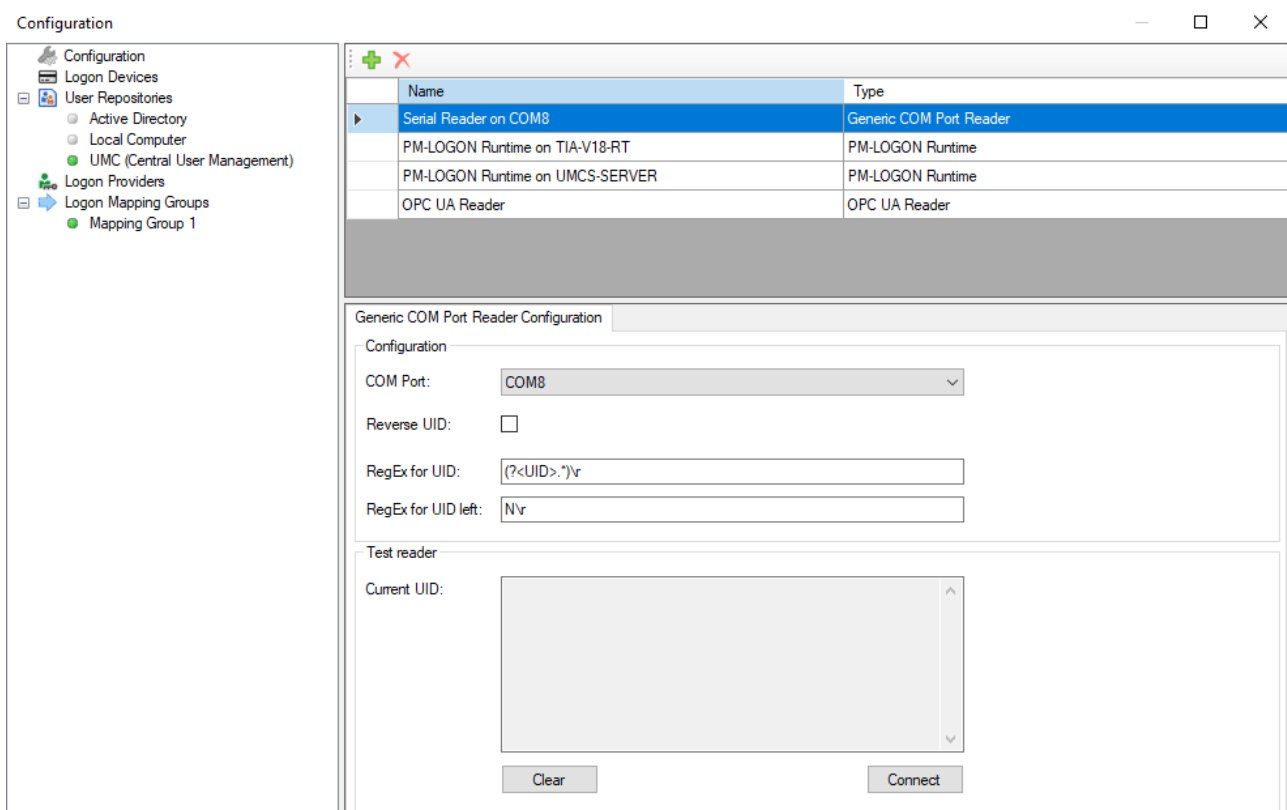 Configuration
Configuration
Logon Devices
User Repositories
Active Directory
Local Computer
UMC (Central User Management)
Logon Providers
Logon Mapping Groups
Mapping Group 1
Name Type
Serial Reader on COM8 Generic COM Port Reader
PM-LOGON Runtime on TIA-V18-RT PM-LOGON Runtime
PM-LOGON Runtime on UMCS-SERVER PM-LOGON Runtime
OPC UA Reader OPC UA Reader
Generic COM Port Reader Configuration
Configuration
COM Port: COM8
Reverse UID:
RegEx for UID: (?<UID>.*)\r
RegEx for UID left: N\r
Test reader
Current UID:
Clear Connect